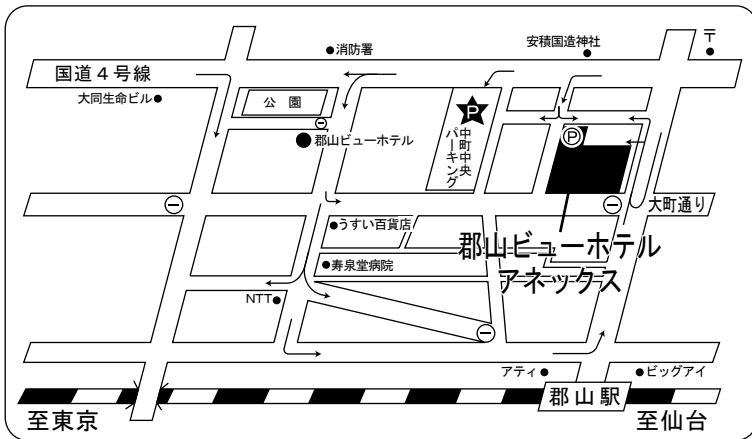 〒
安積国造神社
消防署
国道４号線
大同生命ビル
公園
P
中町中央
パーキング
P
郡山ビューホテル
大町通り
うすい百貨店
郡山ビューホテル
アネックス
寿泉堂病院
NTT
アティ
ビッグアイ
郡山駅
至東京
至仙台